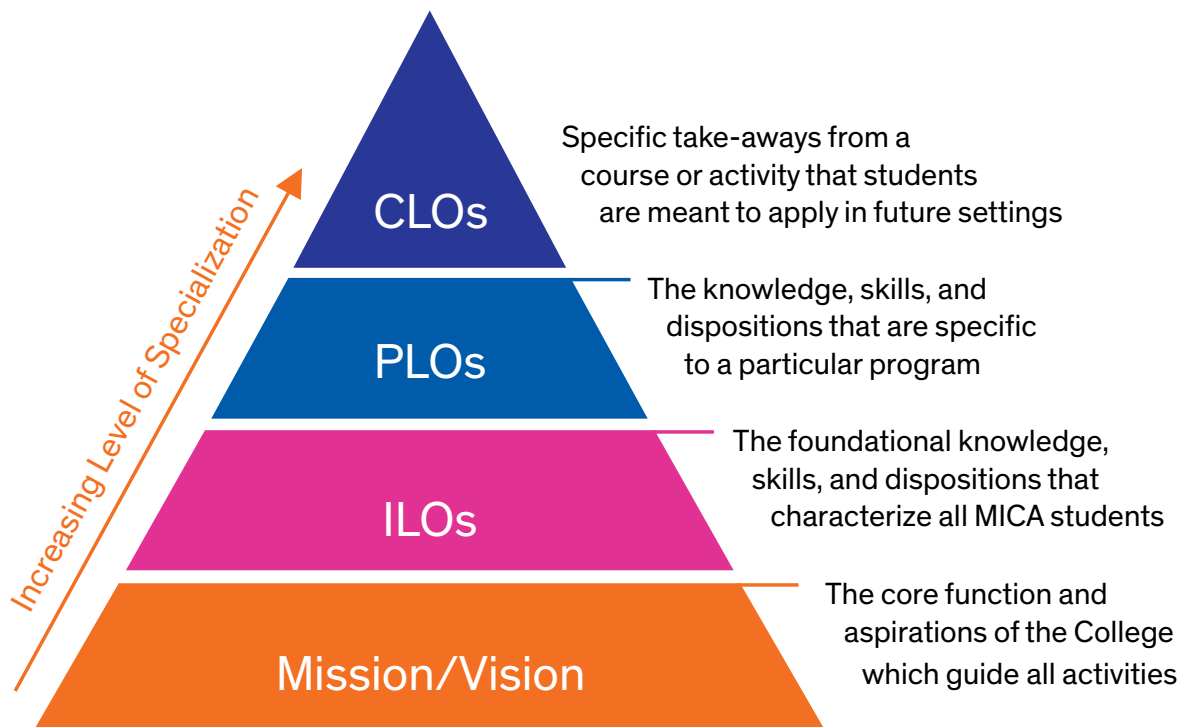 Increasing Level of Specialization
CLOs
Specific take-aways from a
course or activity that students
are meant to apply in future settings
PLOs
The knowledge, skills, and
dispositions that are specific
to a particular program
ILOs
The foundational knowledge,
skills, and dispositions that
characterize all MICA students
Mission/Vision
The core function and
aspirations of the College
which guide all activities